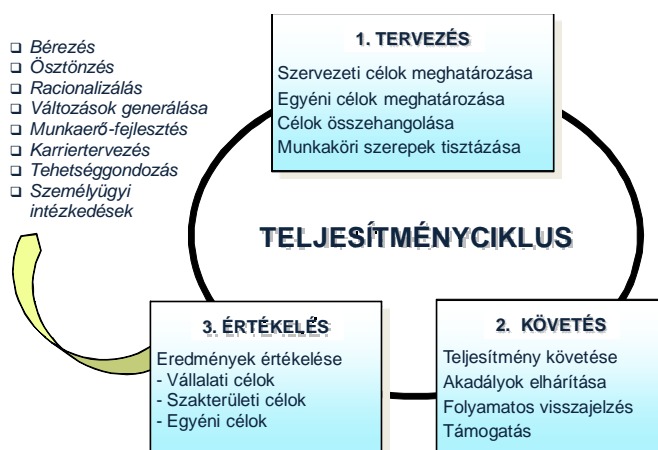 ❑ Bérezés
❑ Ösztönzés
❑ Racionalizálás
❑ Változások generálása
❑ Munkaerő-fejlesztés
❑ Karriertervezés
❑ Tehetséggondozás
❑ Személyügyi
intézkedések
1. TERVEZÉS
Szervezeti célok meghatározása
Egyéni célok meghatározása
Célok összehangolása
Munkaköri szerepek tisztázása
TELJESÍTMÉNYCIKLUS
3. ÉRTÉKELÉS
Eredmények értékelése
- Vállalati célok
- Szakterületi célok
- Egyéni célok
2. KÖVETÉS
Teljesítmény követése
Akadályok elhárítása
Folyamatos visszajelzés
Támogatás